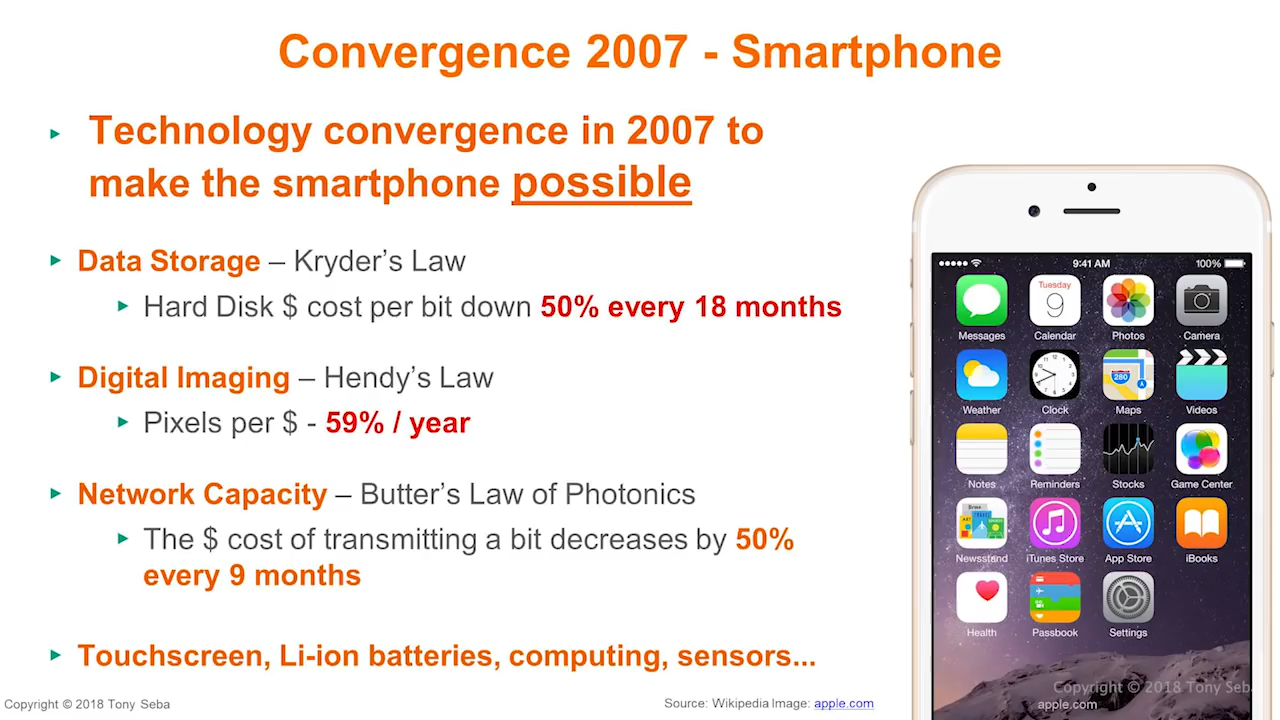 Convergence 2007 - Smartphone
Technology convergence in 2007 to
make the smartphone possible
Data Storage – Kryder's Law
Hard Disk $ cost per bit down 50% every 18 months
Digital Imaging – Hendy's Law
Pixels per $ - 59% / year
Network Capacity – Butter's Law of Photonics
The $ cost of transmitting a bit decreases by 50%
every 9 months
Touchscreen, Li-ion batteries, computing, sensors...
9:41 AM 100%
Tuesday
9
Messages Calendar Photos Camera
280
Weather Clock Maps Videos
Notes Reminders Stocks Game Center
Newsstand iTunes Store App Store iBooks
Health Passbook Settings
Copyright © 2018 Tony Seba
apple.com
Copyright © 2018 Tony Seba
Source: Wikipedia Image: apple.com